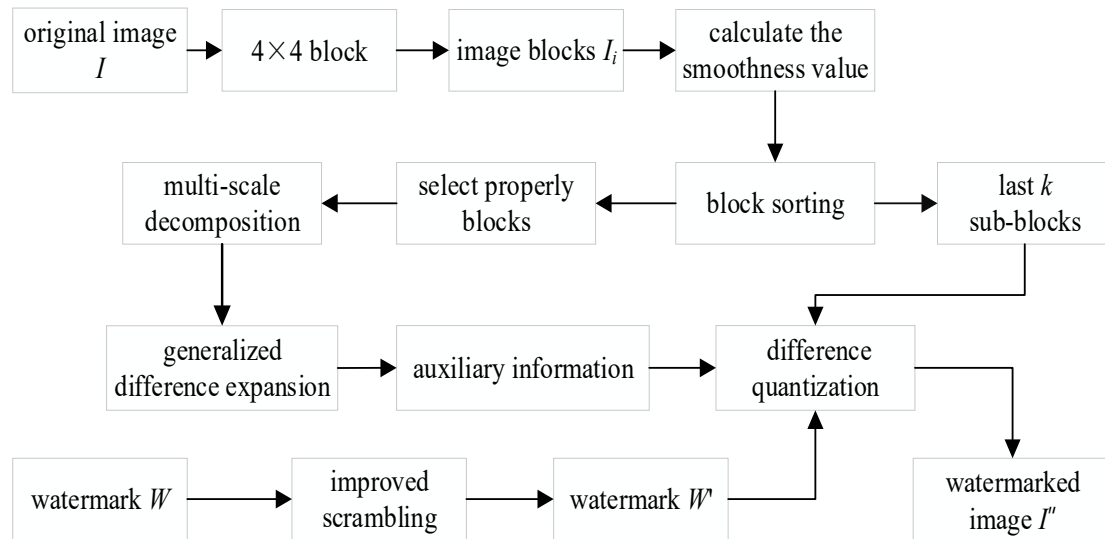 original image
I
4×4 block
image blocks Ii
calculate the
smoothness value
multi-scale
decomposition
select properly
blocks
block sorting
last k
sub-blocks
generalized
difference expansion
auxiliary information
difference
quantization
watermark W
improved
scrambling
watermark W'
watermarked
image I"